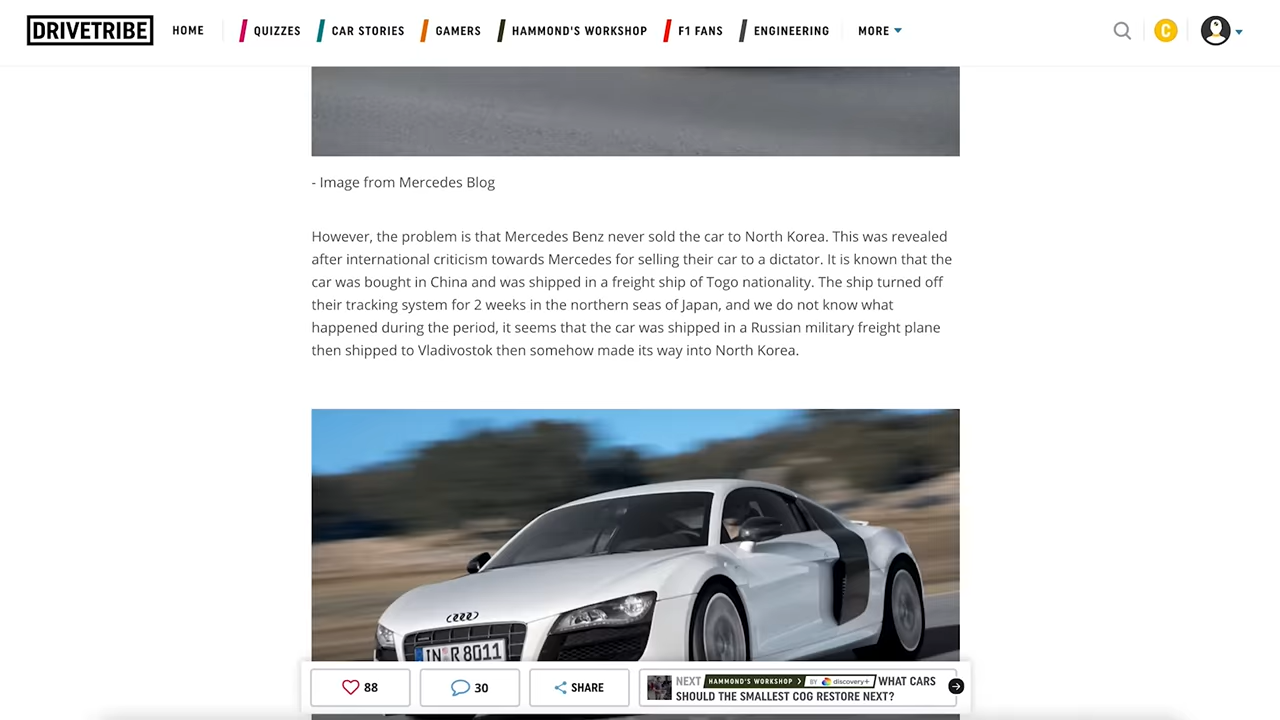 DRIVETRIBE HOME QUIZZES CAR STORIES GAMERS HAMMOND'S WORKSHOP F1 FANS ENGINEERING MORE C
- Image from Mercedes Blog
However, the problem is that Mercedes Benz never sold the car to North Korea. This was revealed
after international criticism towards Mercedes for selling their car to a dictator. It is known that the
car was bought in China and was shipped in a freight ship of Togo nationality. The ship turned off
their tracking system for 2 weeks in the northern seas of Japan, and we do not know what
happened during the period, it seems that the car was shipped in a Russian military freight plane
then shipped to Vladivostok then somehow made its way into North Korea.
IN R 8011
88 30 SHARE
NEXT HAMMOND'S WORKSHOP BY discovery+ WHAT CARS
SHOULD THE SMALLEST COG RESTORE NEXT?